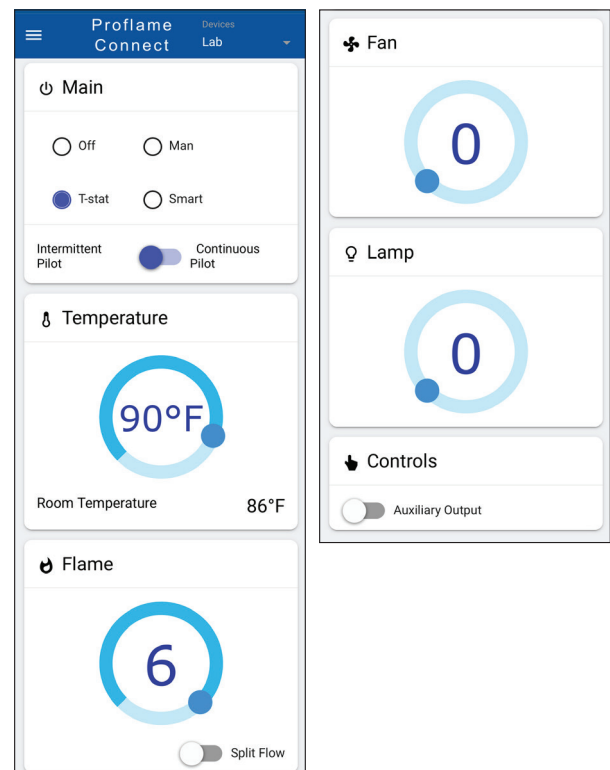 Proflame
Connect
Devices
Lab
Main
Off
Man
T-stat
Smart
Intermittent
Pilot
Continuous
Pilot
Temperature
90°F
Room Temperature
86°F
Flame
6
Split Flow
Fan
0
Lamp
0
Controls
Auxiliary Output